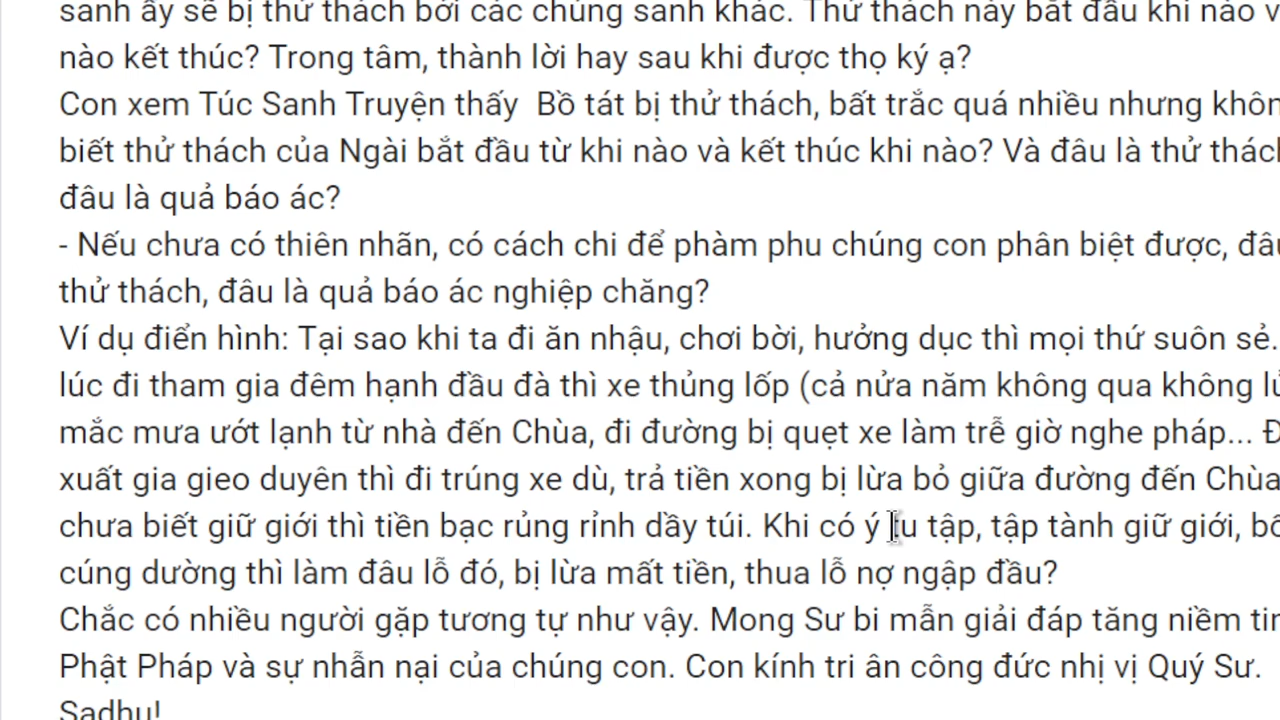 sanh ấy sẽ bị thử thách bởi các chúng sanh khác. Thử thách này bắt đầu khi nào
nào kết thúc? Trong tâm, thành lời hay sau khi được thọ ký ạ?
Con xem Túc Sanh Truyện thấy Bồ tát bị thử thách, bất trắc quá nhiều nhưng
biết thử thách của Ngài bắt đầu từ khi nào và kết thúc khi nào? Và đâu là thử
đâu là quả báo ác?
- Nếu chưa có thiên nhãn, có cách chi để phàm phu chúng con phân biệt được,
thử thách, đâu là quả báo ác nghiệp chăng?
Ví dụ điển hình: Tại sao khi ta đi ăn nhậu, chơi bời, hưởng dục thì mọi thứ suôn sẻ.
lúc đi tham gia đêm hạnh đầu đà thì xe thủng lốp (cả nửa năm không qua không
mắc mưa ướt lạnh từ nhà đến Chùa, đi đường bị quẹt xe làm trễ giờ nghe pháp...
xuất gia gieo duyên thì đi trúng xe dù, trả tiền xong bị lừa bỏ giữa đường đến Chùa
chưa biết giữ giới thì tiền bạc rủng rỉnh dầy túi. Khi có ý tu tập, tập tành giữ giới,
cúng dường thì làm đâu lỗ đó, bị lừa mất tiền, thua lỗ nợ ngập đầu?
Chắc có nhiều người gặp tương tự như vậy. Mong Sư bi mẫn giải đáp tăng niềm
Phật Pháp và sự nhẫn nại của chúng con. Con kính tri ân công đức nhị vị Quý Sư.
Sadhu!